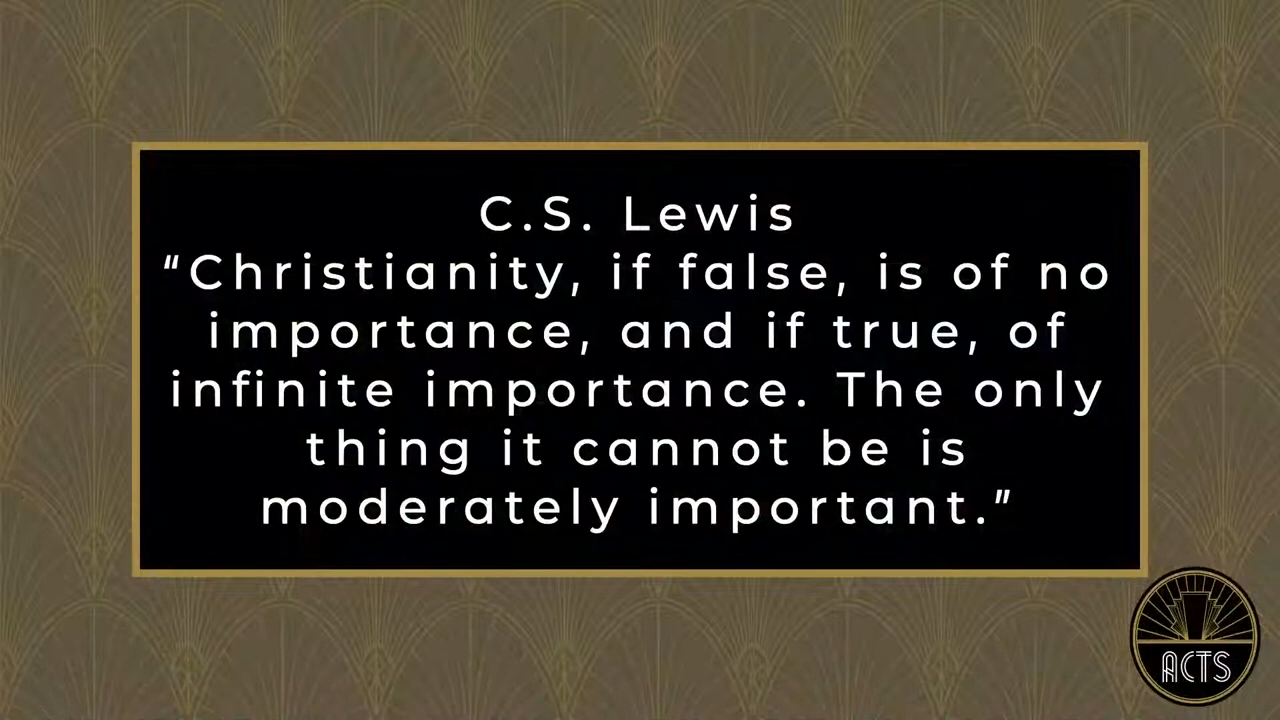 C.S. Lewis
“Christianity, if false, is of no
importance, and if true, of
infinite importance. The only
thing it cannot be is
moderately important.”
ACTS